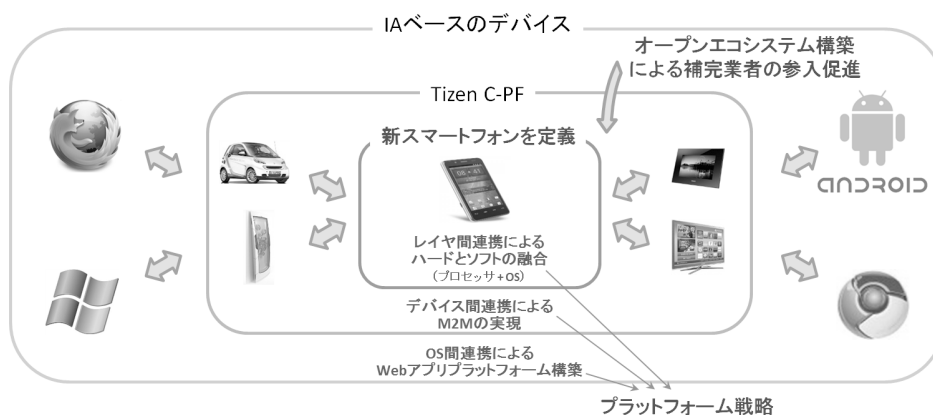 IAベースのデバイス
オープンエコシステム構築
による補完業者の参入促進
Tizen C-PF
新スマートフォンを定義
ANDROID
レイヤ間連携による
ハードとソフトの融合
(プロセッサ+OS)
デバイス間連携による
M2Mの実現
OS間連携による
Webアプリプラットフォーム構築
プラットフォーム戦略